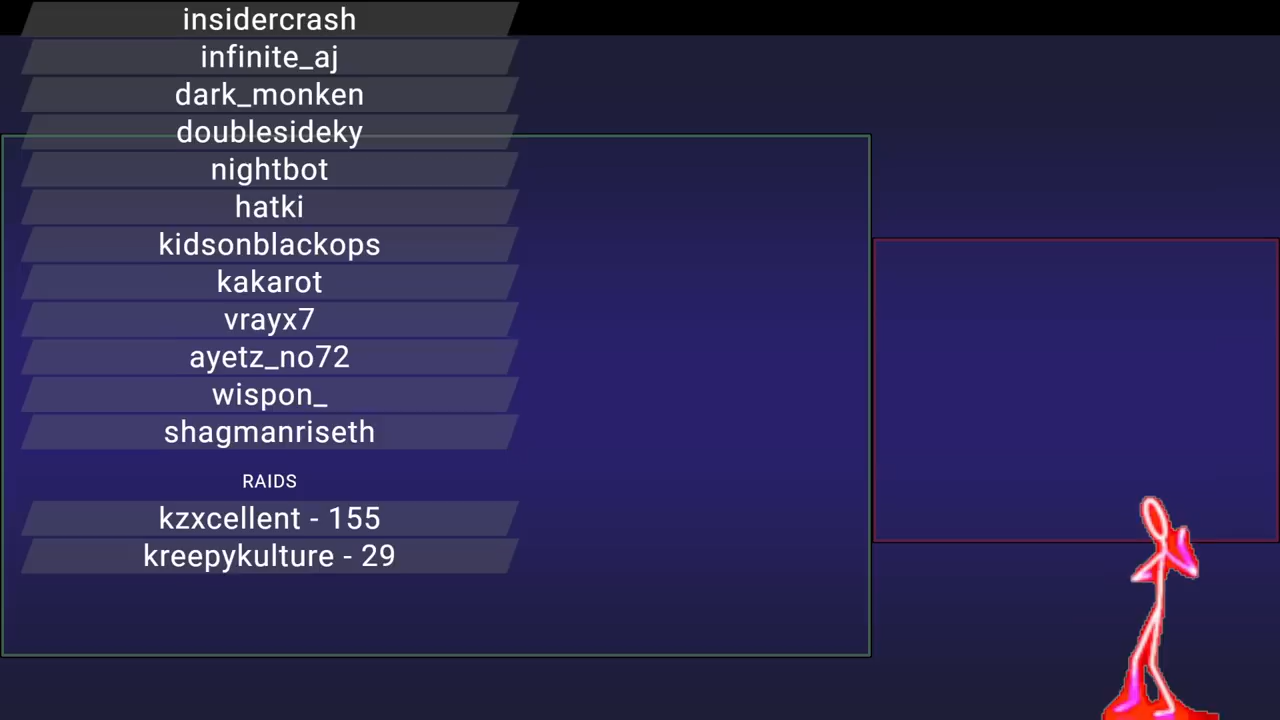 insidercrash
infinite_aj
dark_monken
doublesideky
nightbot
hatki
kidsonblackops
kakarot
vrayx7
ayetz_no72
wispon_
shagmanriseth
RAIDS
kzxcellent - 155
kreepykulture - 29